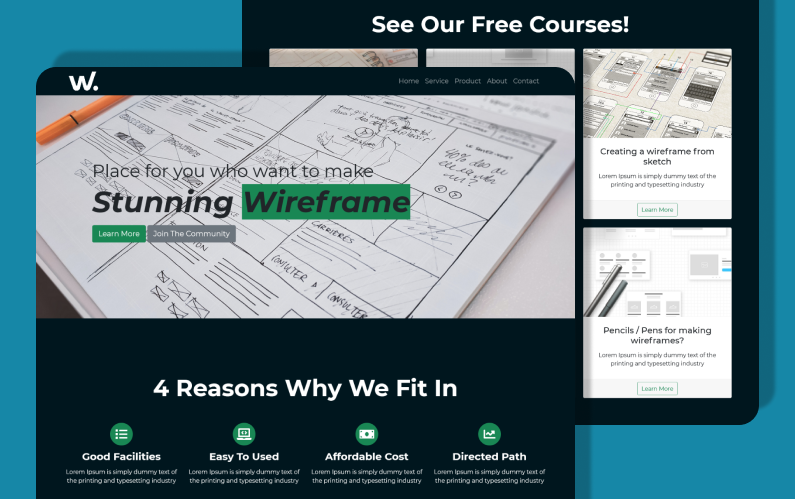 See Our Free Courses!
W.
Home Service Product About Contact
Place for you who want to make
Stunning Wireframe
Learn More Join The Community
CARRIERES
CONSULTER
CONSULTER
4 Reasons Why We Fit In
Good Facilities
Lorem Ipsum is simply dummy text of
the printing and typesetting industry
Easy To Used
Lorem Ipsum is simply dummy text of
the printing and typesetting industry
Affordable Cost
Lorem Ipsum is simply dummy text of
the printing and typesetting industry
Directed Path
Lorem Ipsum is simply dummy text of
the printing and typesetting industry
Creating a wireframe from
sketch
Lorem Ipsum is simply dummy text of the
printing and typesetting industry
Learn More
Pencils / Pens for making
wireframes?
Lorem Ipsum is simply dummy text of the
printing and typesetting industry
Learn More